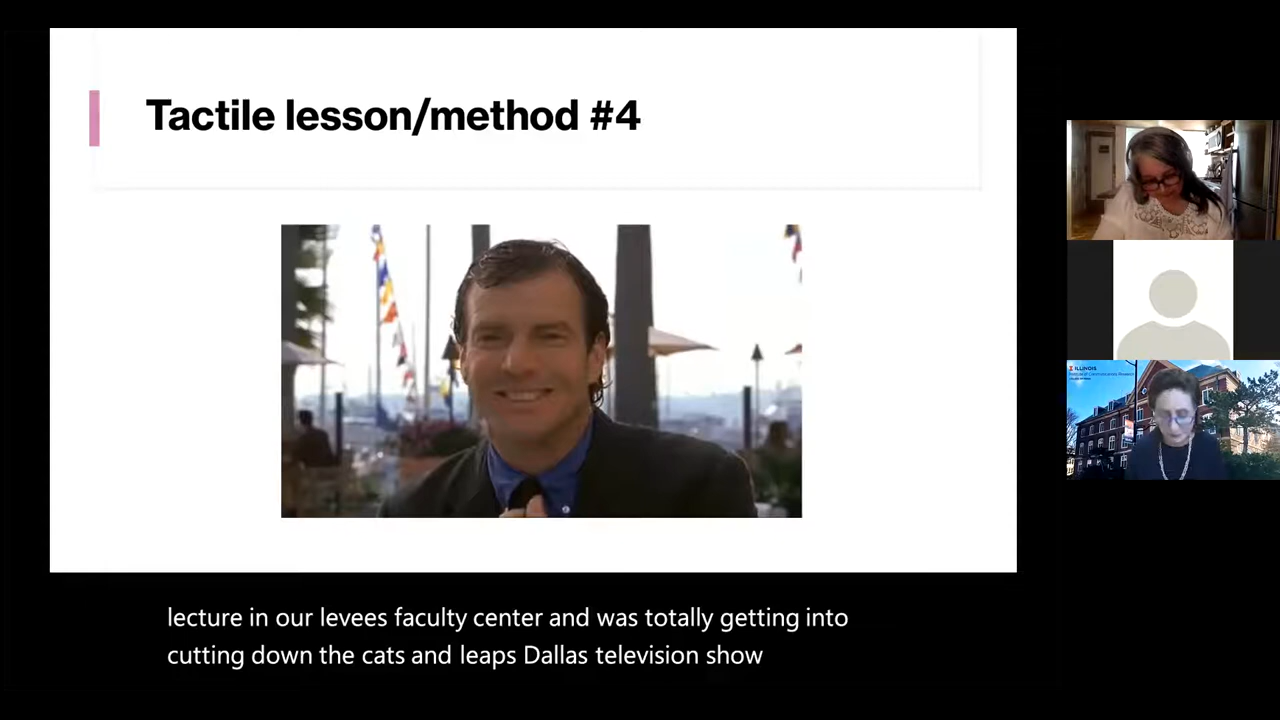 Tactile lesson/method #4
ILLINOIS
lecture in our levees faculty center and was totally getting into
cutting down the cats and leaps Dallas television show